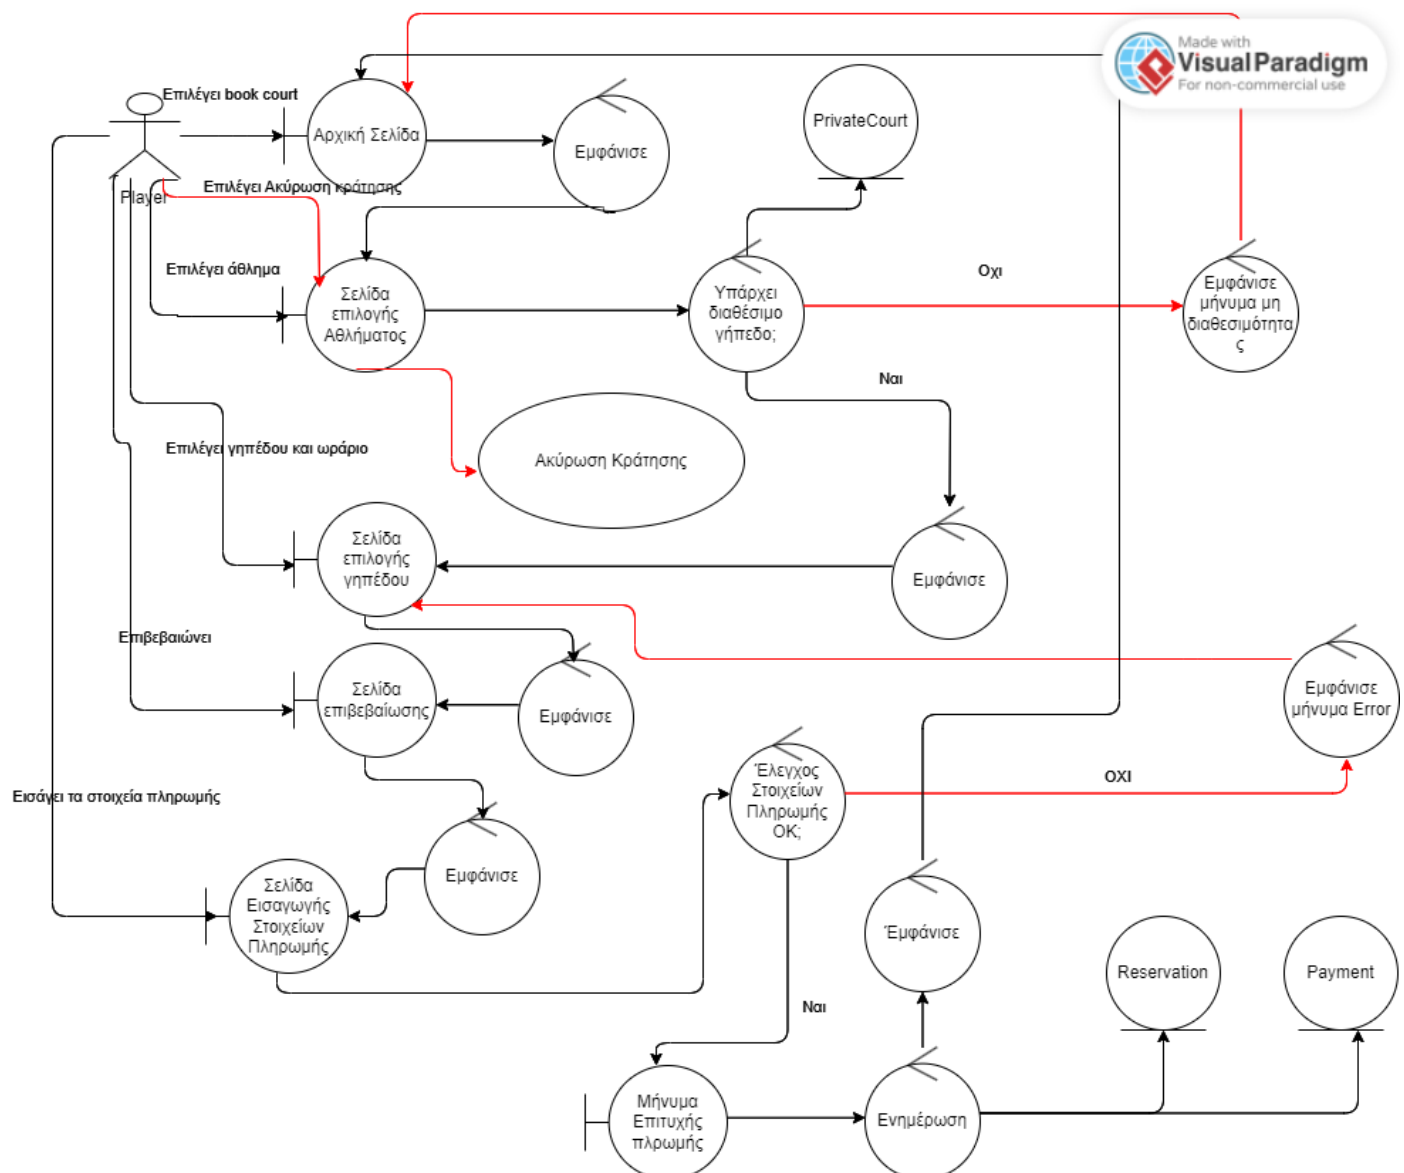 Made with
Visual Paradigm
For non-commercial use
Επιλέγει book court
Αρχική Σελίδα
Εμφάνισε
PrivateCourt
Player
Επιλέγει Ακύρωση κράτησης
Επιλέγει άθλημα
Σελίδα
επιλογής
Αθλήματος
Υπάρχει
διαθέσιμο
γήπεδο;
Οχι
Εμφάνισε
μήνυμα μη
διαθεσιμότητα
ς
Ναι
Επιλέγει γηπέδου και ωράριο
Ακύρωση Κράτησης
Σελίδα
επιλογής
γηπέδου
Εμφάνισε
Επιβεβαιώνει
Σελίδα
επιβεβαίωσης
Εμφάνισε
Εμφάνισε
μήνυμα Error
Εισάγει τα στοιχεία πληρωμής
Έλεγχος
Στοιχείων
Πληρωμής
ΟΚ;
ΟΧΙ
Εμφάνισε
Σελίδα
Εισαγωγής
Στοιχείων
Πληρωμής
Έμφάνισε
Reservation
Payment
Ναι
Μήνυμα
Επιτυχής
πλρωμής
Ενημέρωση